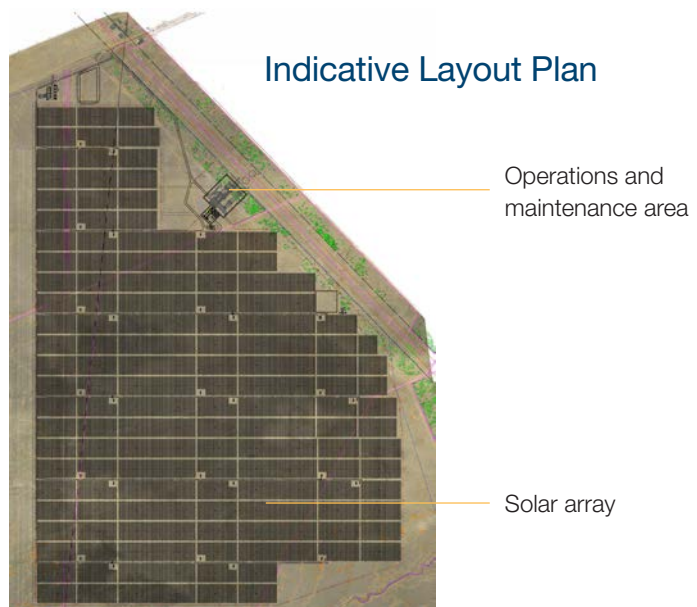 Indicative Layout Plan
Operations and
maintenance area
Solar array